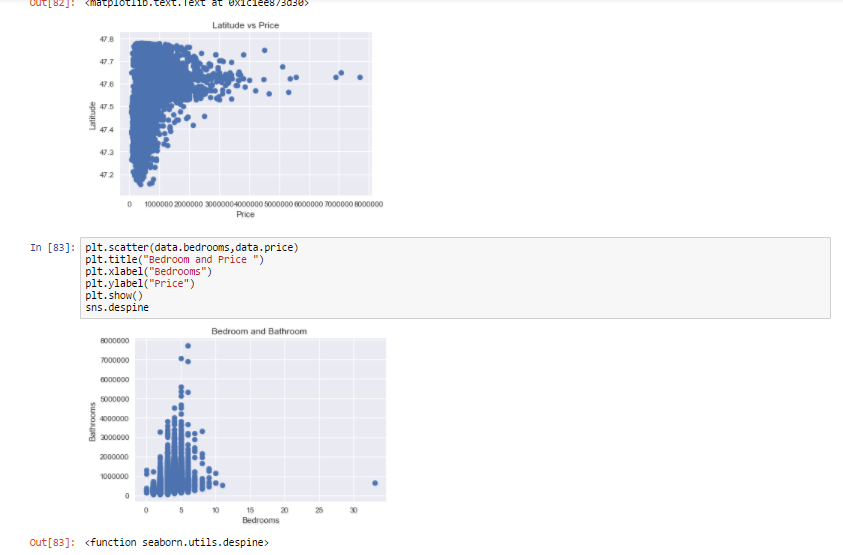 Out[82]: <matplotlib.text.Text at 0x1c1ee873d30>
Latitude vs Price
47.8
47.7
47.6
47.5
47.4
47.3
47.2
Latitude
0 1000000 2000000 3000000 4000000 5000000 6000000 7000000 8000000
Price
In [83]: plt.scatter(data.bedrooms,data.price)
plt.title("Bedroom and Price ")
plt.xlabel("Bedrooms")
plt.ylabel("Price")
plt.show()
sns.despine
Bedroom and Bathroom
8000000
7000000
6000000
5000000
4000000
3000000
2000000
1000000
0
Bathrooms
0 5 10 15 20 25 30
Bedrooms
Out[83]: <function seaborn.utils.despine>